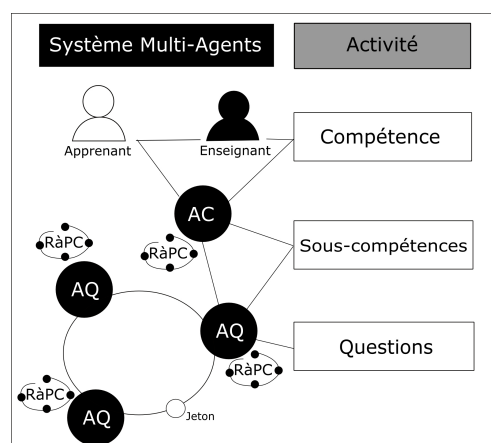 Système Multi-Agents
Activité
Apprenant
Enseignant
Compétence
AC
RàPC
RàPC
Sous-compétences
AQ
AQ
Questions
RàPC
RàPC
AQ
Jeton